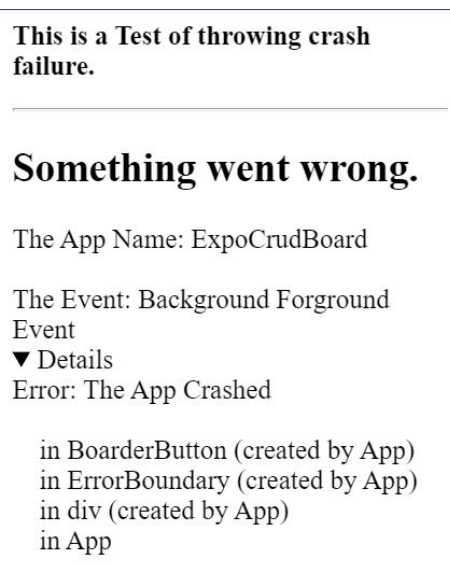 This is a Test of throwing crash
failure.
Something went wrong.
The App Name: ExpoCrudBoard
The Event: Background Forground
Event
▼ Details
Error: The App Crashed
in BoarderButton (created by App)
in ErrorBoundary (created by App)
in div (created by App)
in App